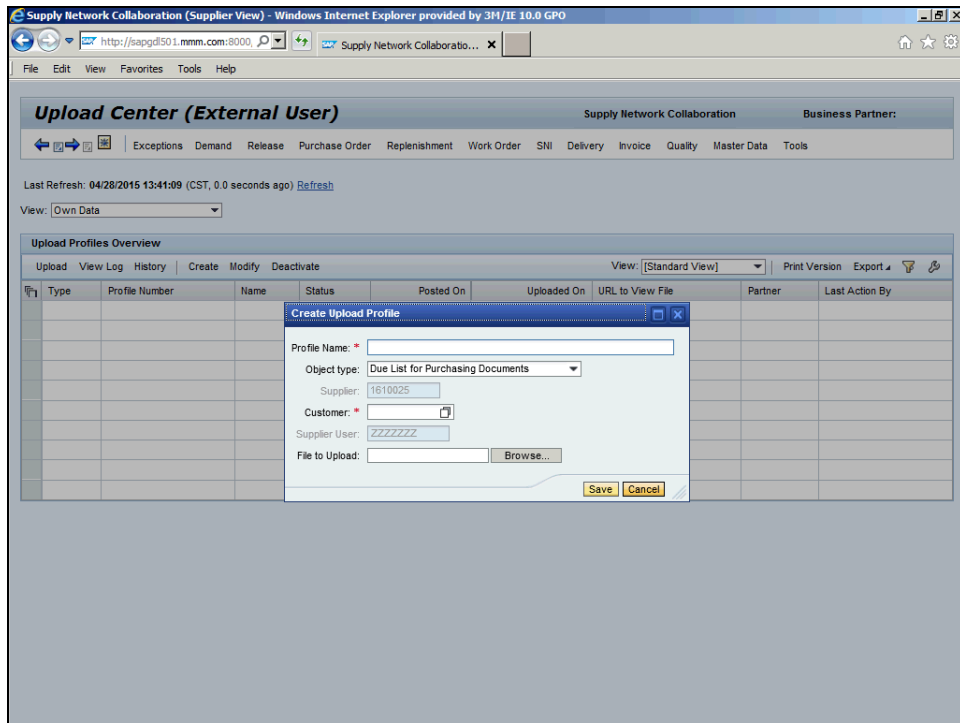 Supply Network Collaboration (Supplier View) - Windows Internet Explorer provided by 3M/IE 10.0 GPO
http://sapgdl501.mmm.com:8000, Supply Network Collaboratio...
File Edit View Favorites Tools Help
Upload Center (External User) Supply Network Collaboration Business Partner:
Exceptions Demand Release Purchase Order Replenishment Work Order SNI Delivery Invoice Quality Master Data Tools
Last Refresh: 04/28/2015 13:41:09 (CST, 0.0 seconds ago) Refresh
View: Own Data
Upload Profiles Overview
Upload View Log History Create Modify Deactivate View: [Standard View] Print Version Export
Type Profile Number Name Status Posted On Uploaded On URL to View File Partner Last Action By
Create Upload Profile
Profile Name: *
Object type: Due List for Purchasing Documents
Supplier: 1610025
Customer: *
Supplier User: ZZZZZZZ
File to Upload: Browse...
Save Cancel